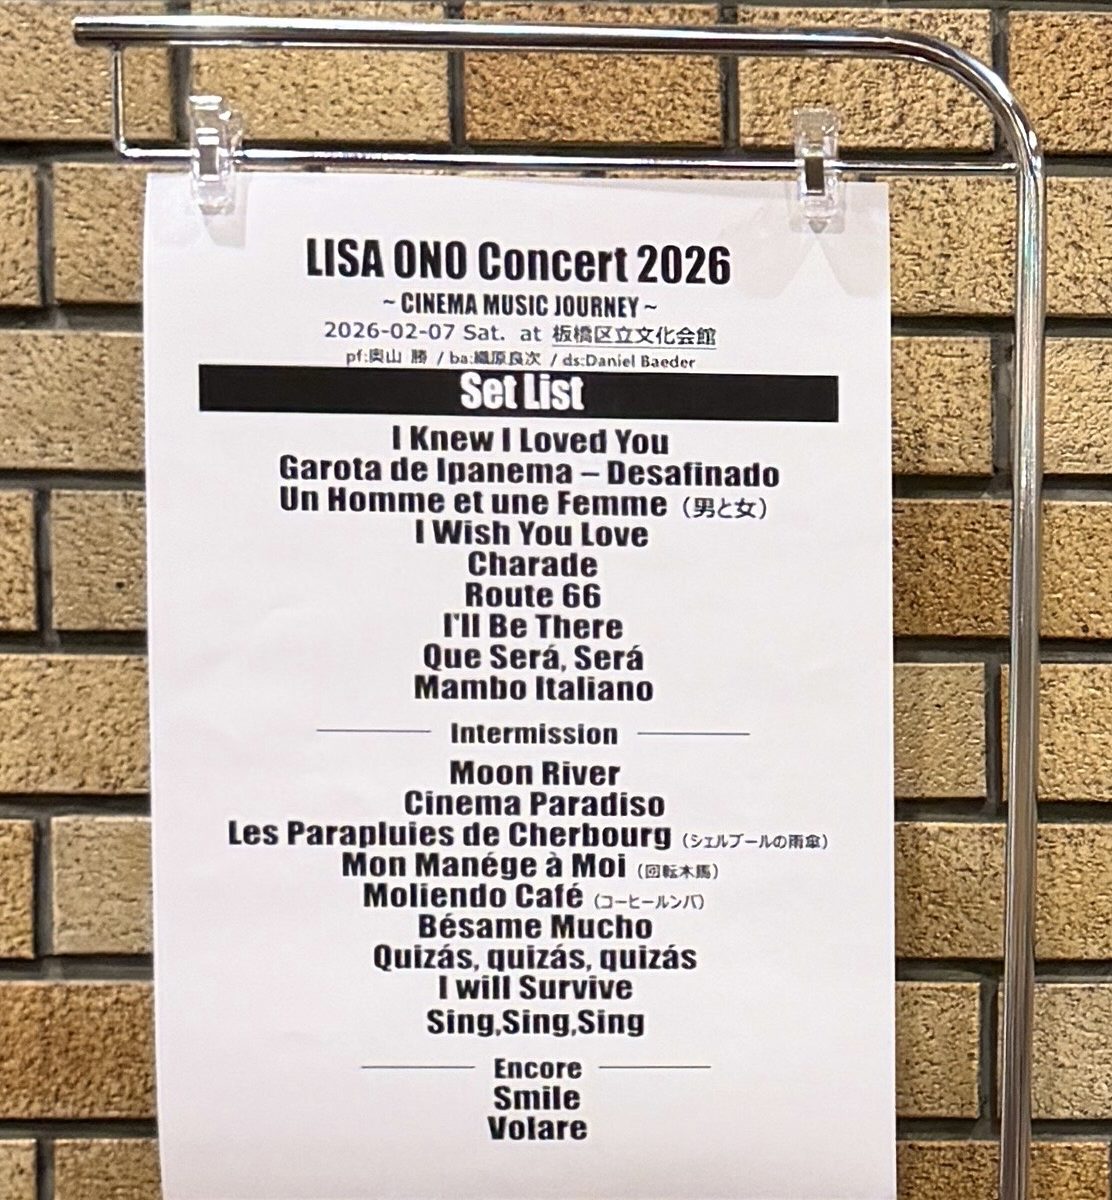 LISA ONO Concert 2026
~ CINEMA MUSIC JOURNEY ~
2026-02-07 Sat. at 板橋区立文化会館
pf:奥山 勝 / ba:織原良次 / ds:Daniel Baeder
Set List
I Knew I Loved You
Garota de Ipanema – Desafinado
Un Homme et une Femme（男と女）
I Wish You Love
Charade
Route 66
I'll Be There
Que Será, Será
Mambo Italiano
Intermission
Moon River
Cinema Paradiso
Les Parapluies de Cherbourg（シェルブールの雨傘）
Mon Manége à Moi（回転木馬）
Moliendo Café（コーヒールンバ）
Bésame Mucho
Quizás, quizás, quizás
I will Survive
Sing,Sing,Sing
Encore
Smile
Volare